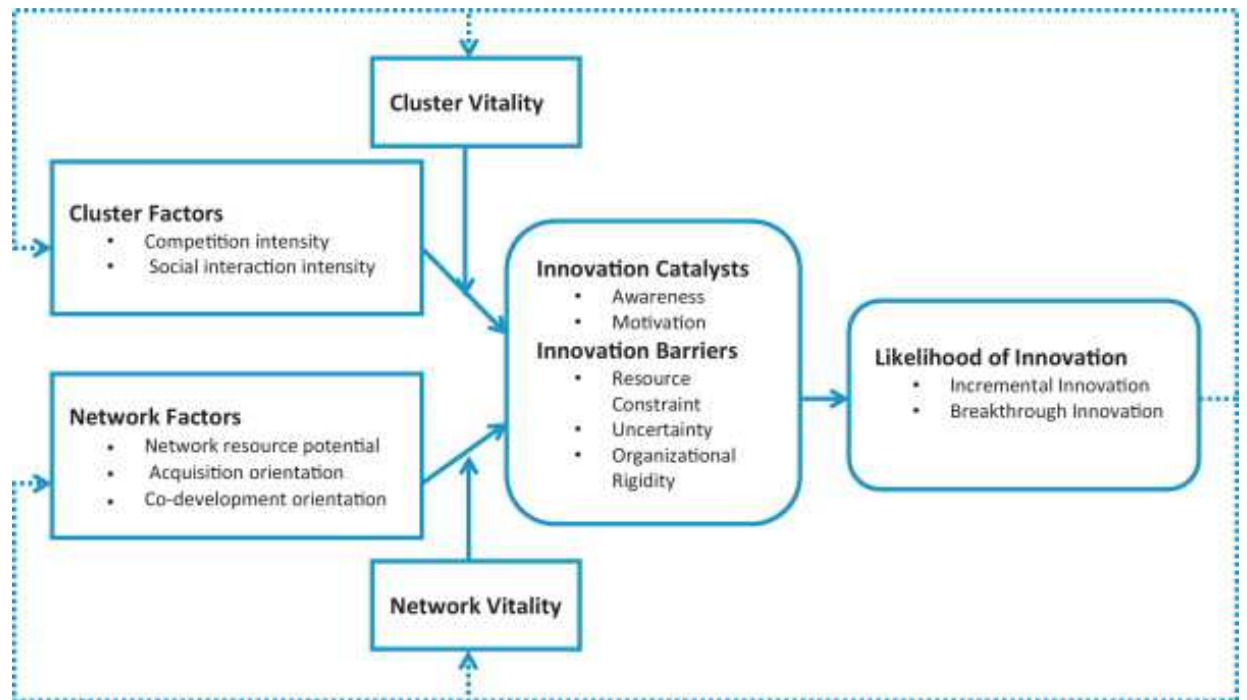 Cluster Vitality
Cluster Factors
• Competition intensity
• Social interaction intensity
Innovation Catalysts
• Awareness
• Motivation
Innovation Barriers
• Resource
Constraint
• Uncertainty
• Organizational
Rigidity
Likelihood of Innovation
• Incremental Innovation
• Breakthrough Innovation
Network Factors
• Network resource potential
• Acquisition orientation
• Co-development orientation
Network Vitality